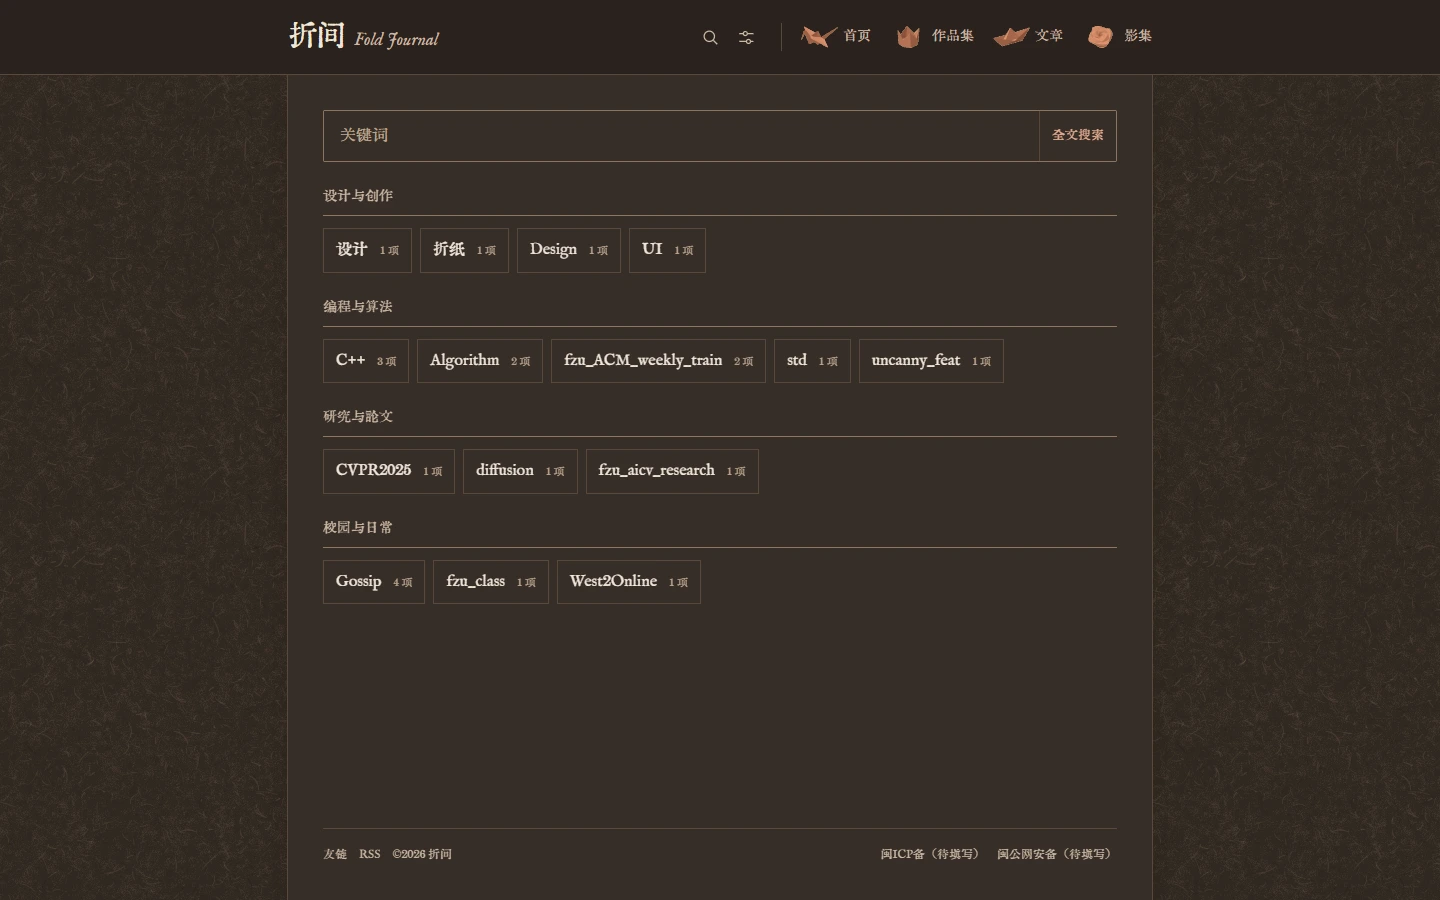 折间 Fold Journal 首页 作品集 文章 影集
关键词 全文搜索
设计与创作
设计 1 项 折纸 1 项 Design 1 项 UI 1 项
编程与算法
C++ 3 项 Algorithm 2 项 fzu_ACM_weekly_train 2 项 std 1 项 uncanny_feat 1 项
研究与论文
CVPR2025 1 项 diffusion 1 项 fzu_aicv_research 1 项
校园与日常
Gossip 4 项 fzu_class 1 项 West2Online 1 项
友链 RSS ©2026 折间 闽ICP备（待填写） 闽公网安备（待填写）